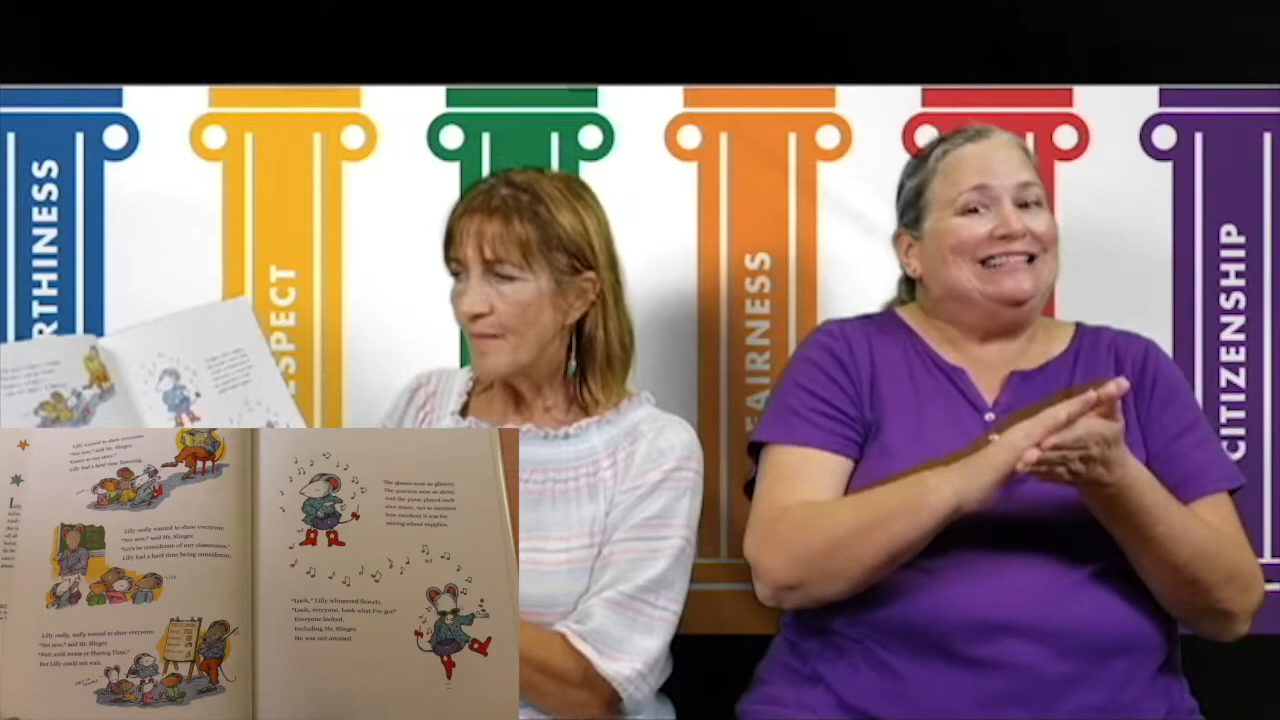 RTHINESS
ESPECT
FAIRNESS
CITIZENSHIP
Lilly wanted to show everyone.
"Not now," said Mr. Slinger.
"Listen to our story."
Lilly had a hard time listening.
Lilly really wanted to show everyone.
"Not now," said Mr. Slinger.
"Let's be considerate of our classmates."
Lilly had a hard time being considerate.
Lilly really, really wanted to show everyone.
"Not now," said Mr. Slinger.
"Wait until recess or Sharing Time."
But Lilly could not wait.
The glasses were so glittery.
The quarters were so shiny.
And the purse played such
nice music, not to mention
how excellent it was for
storing school supplies.
"Look," Lilly whispered fiercely.
"Look, everyone. Look what I've got!"
Everyone looked.
Including Mr. Slinger.
He was not amused.